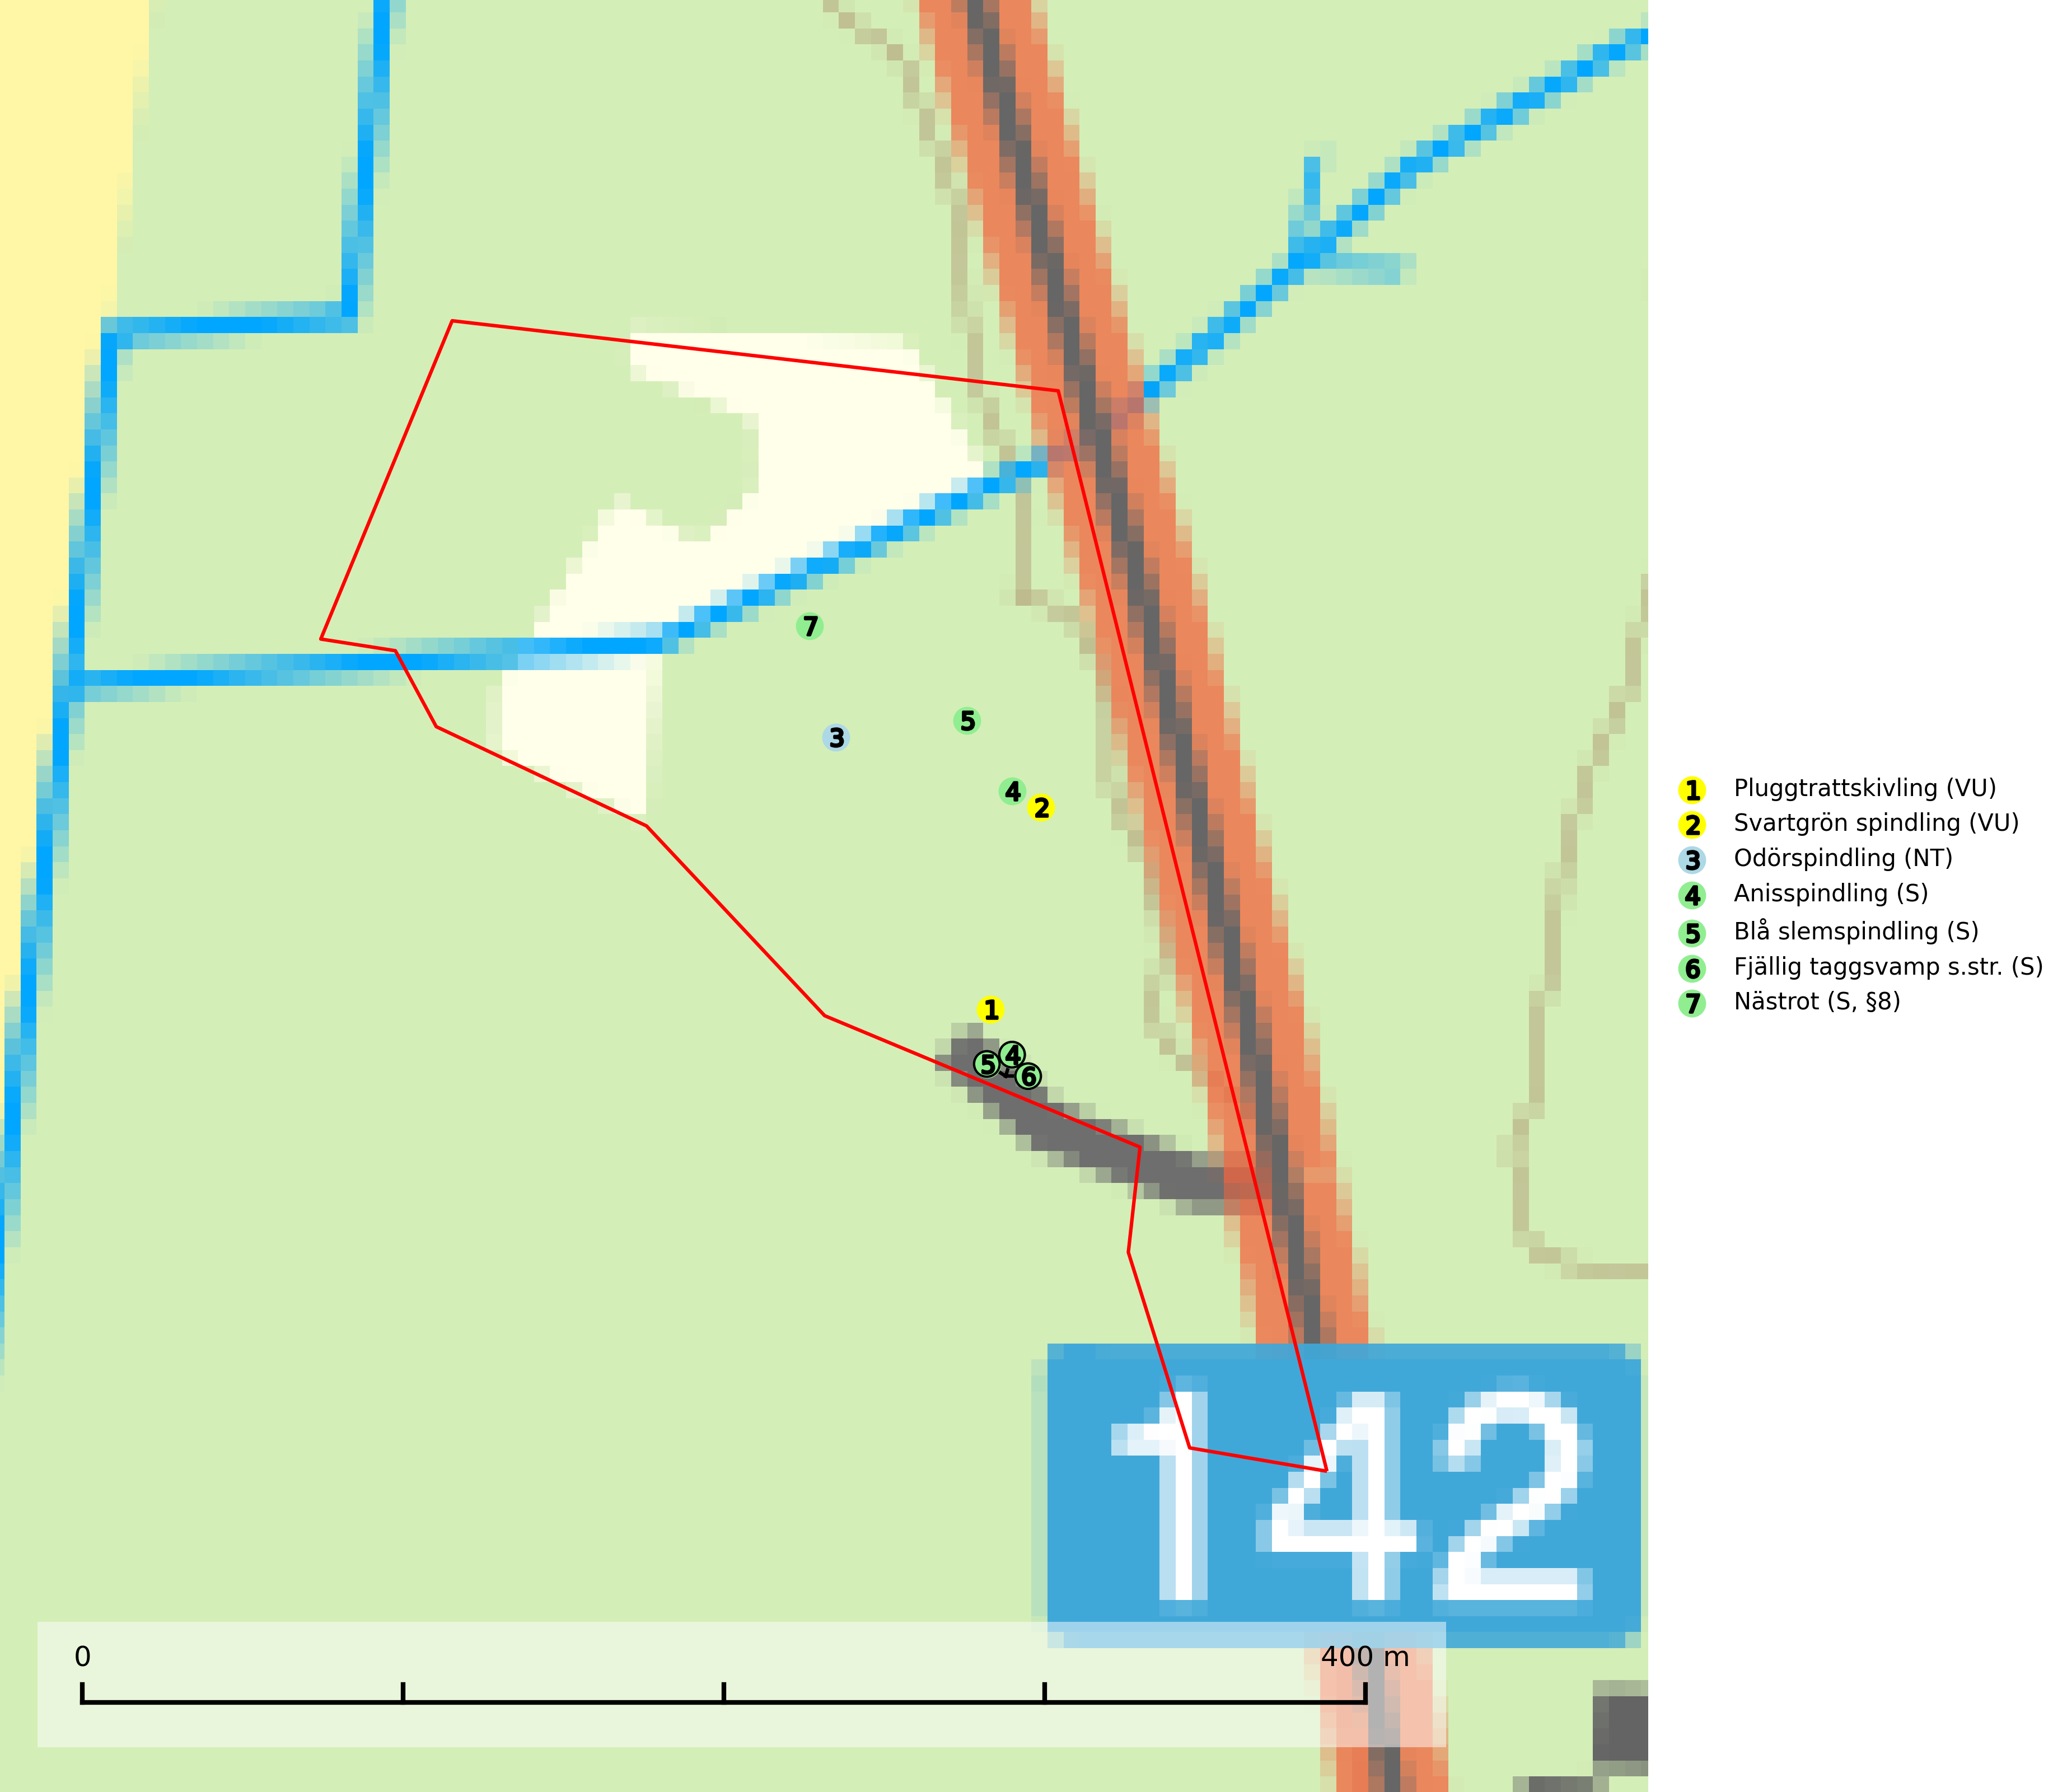 7
5
3
4
2
1
4
5
6
142
0
400 m
1 Pluggtrattskivling (VU)
2 Svartgrön spindling (VU)
3 Odörspindling (NT)
4 Anisspindling (S)
5 Blå slemspindling (S)
6 Fjällig taggsvamp s.str. (S)
7 Nästrot (S, §8)